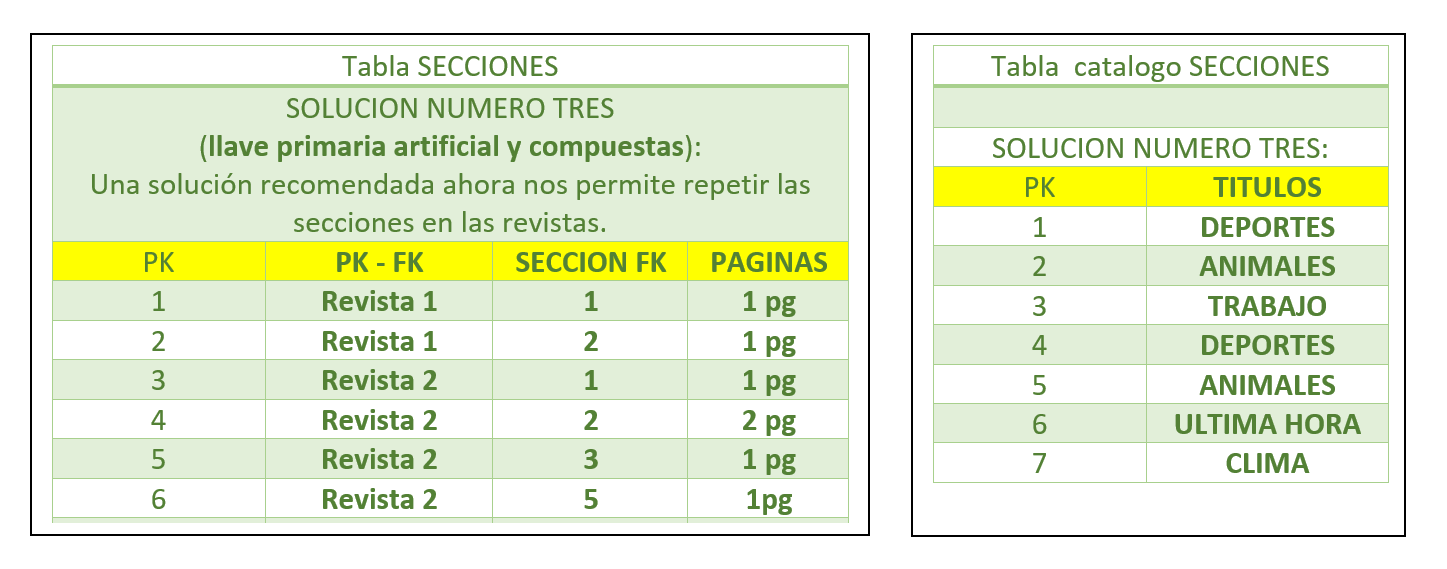 Tabla SECCIONES
SOLUCION NUMERO TRES
(llave primaria artificial y compuestas):
Una solución recomendada ahora nos permite repetir las
secciones en las revistas.
PK PK - FK SECCION FK PAGINAS
1 Revista 1 1 1 pg
2 Revista 1 2 1 pg
3 Revista 2 1 1 pg
4 Revista 2 2 2 pg
5 Revista 2 3 1 pg
6 Revista 2 5 1pg
Tabla catalogo SECCIONES
SOLUCION NUMERO TRES:
PK TITULOS
1 DEPORTES
2 ANIMALES
3 TRABAJO
4 DEPORTES
5 ANIMALES
6 ULTIMA HORA
7 CLIMA